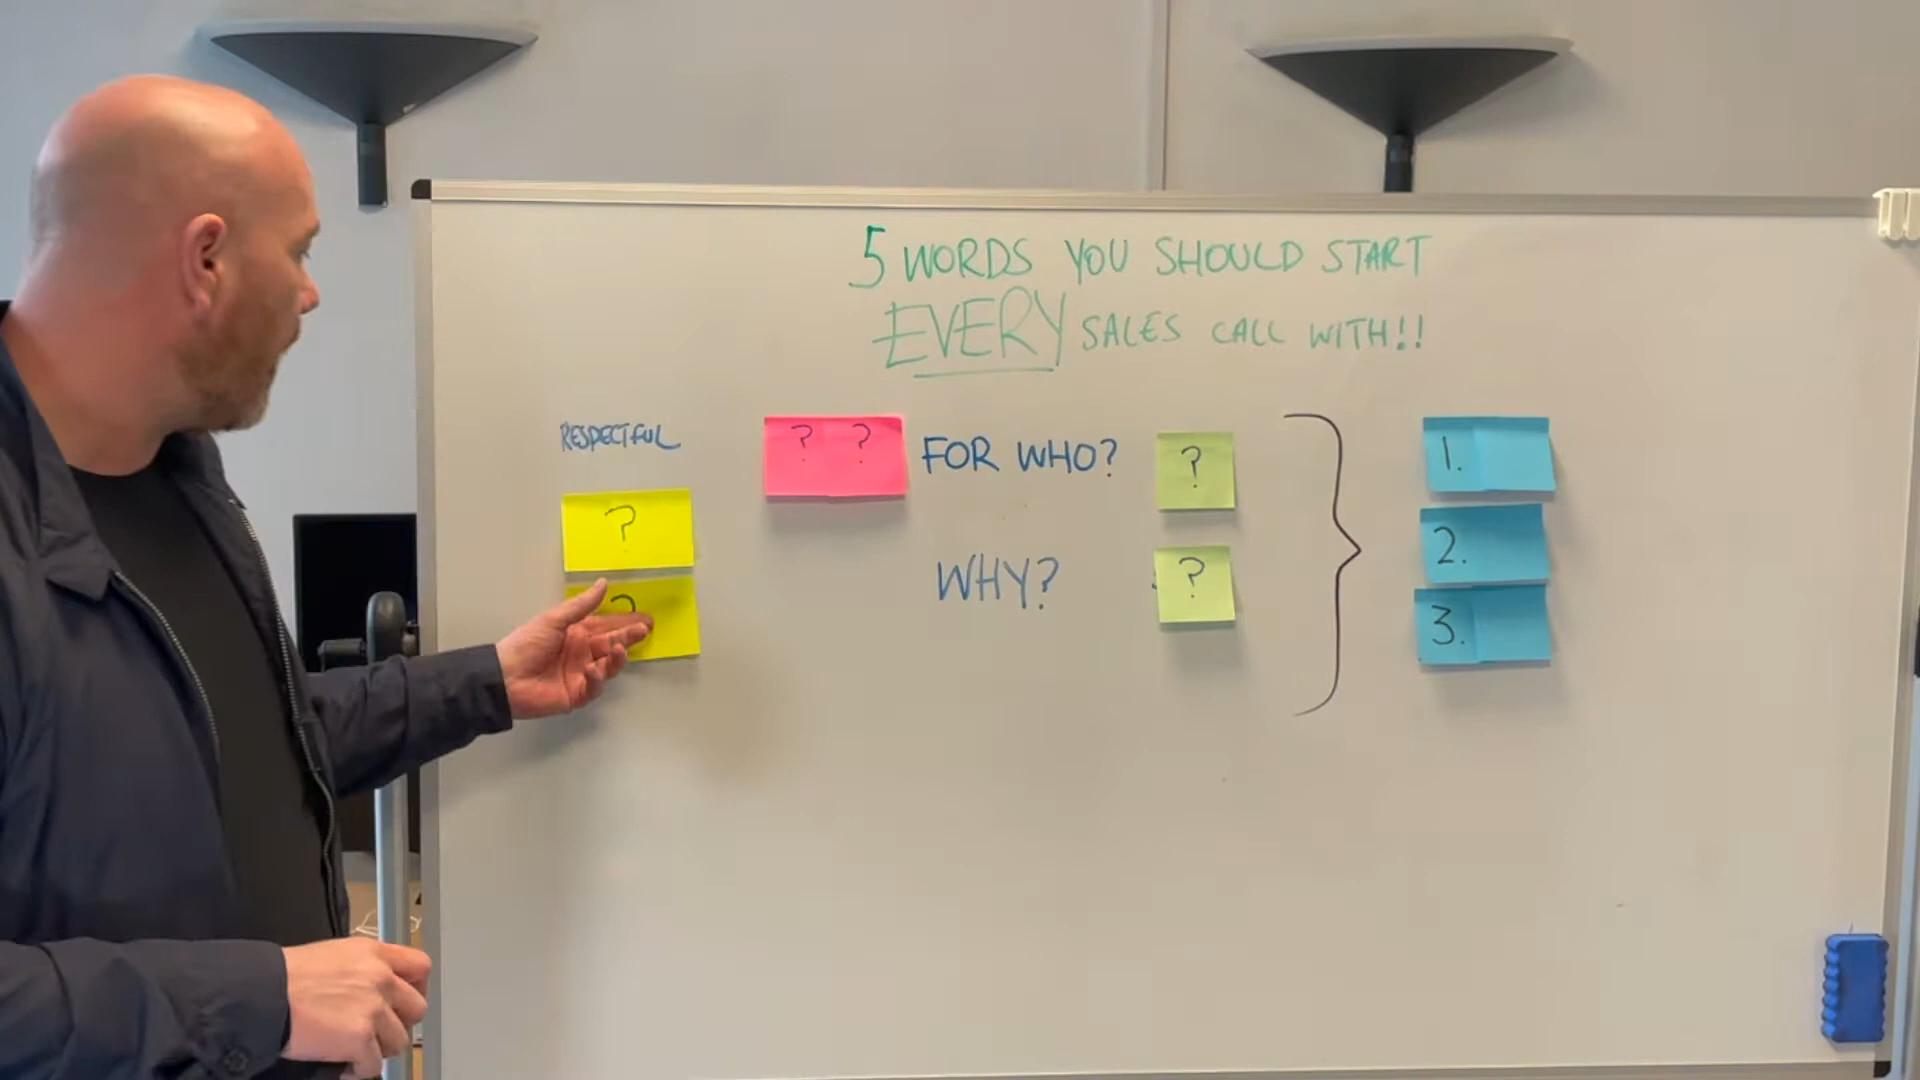 5 WORDS YOU SHOULD START
EVERY SALES CALL WITH!!
RESPECTFUL
? ?
FOR WHO?
?
1.
?
2.
?
WHY?
?
3.